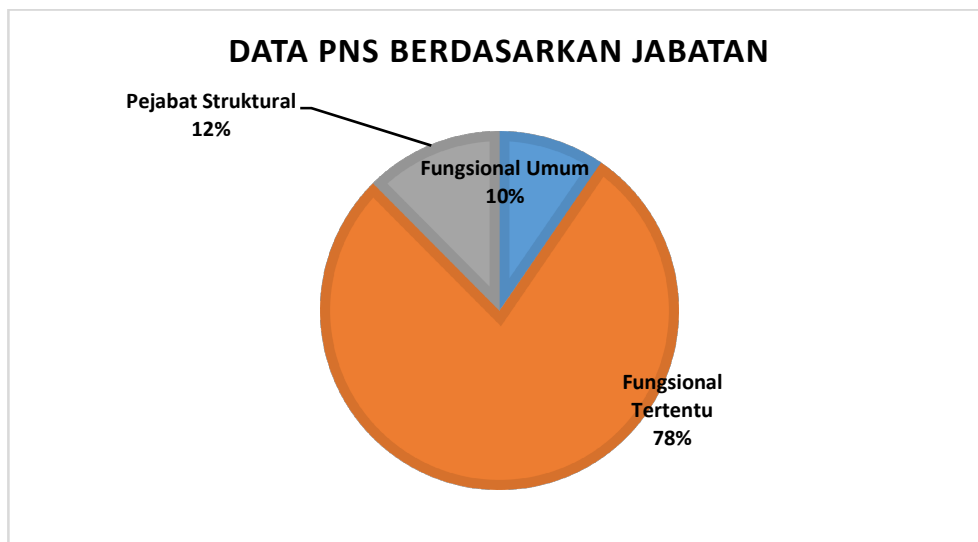 DATA PNS BERDASARKAN JABATAN
Pejabat Struktural
12%
Fungsional Umum
10%
Fungsional
Tertentu
78%